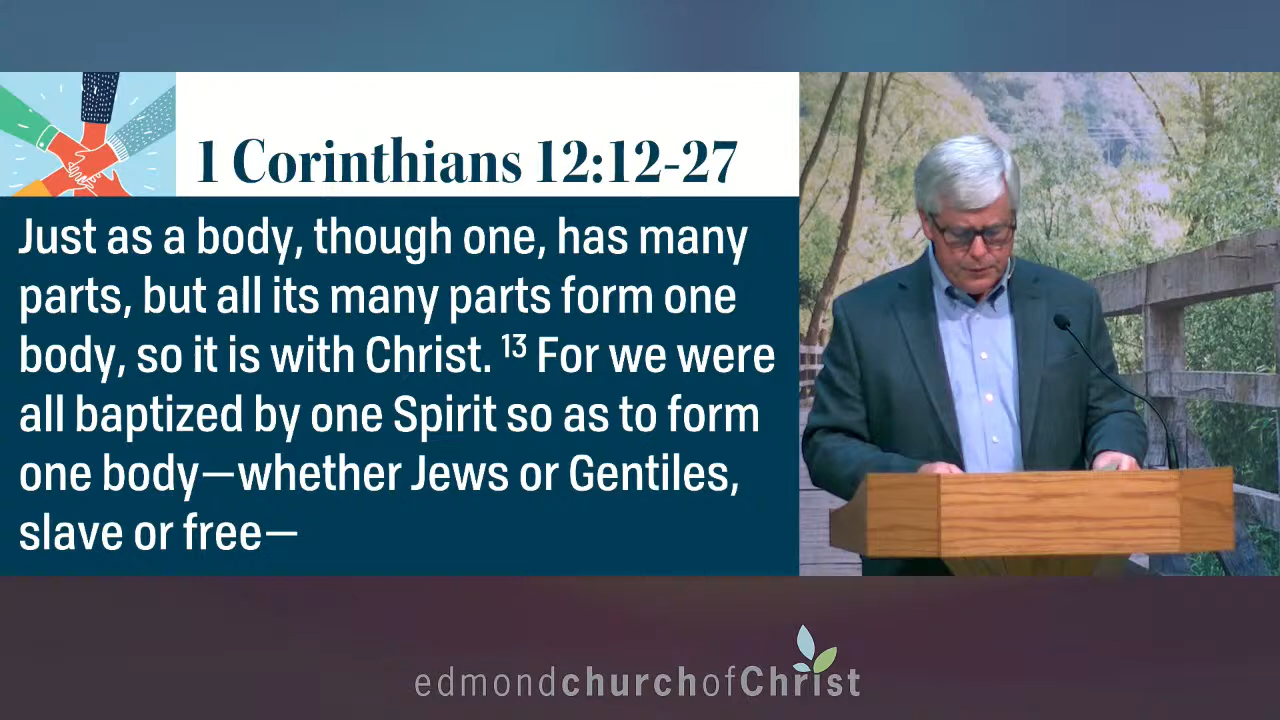 1 Corinthians 12:12-27
Just as a body, though one, has many
parts, but all its many parts form one
body, so it is with Christ. ¹³ For we were
all baptized by one Spirit so as to form
one body—whether Jews or Gentiles,
slave or free—
edmondchurchofChrist